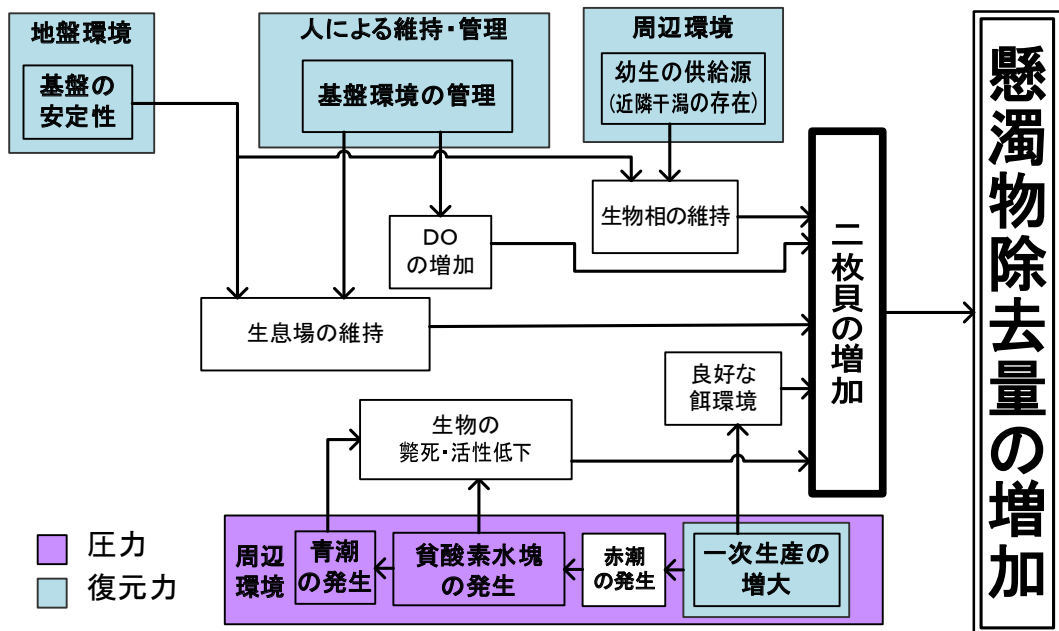 地盤環境
基盤の
安定性
人による維持・管理
基盤環境の管理
周辺環境
幼生の供給源
(近隣干潟の存在)
生物相の維持
DO
の増加
生息場の維持
良好な
餌環境
生物の
斃死・活性低下
二枚貝の増加
懸濁物除去量の増加
圧力
復元力
周辺
環境
青潮
の発生
貧酸素水塊
の発生
赤潮
の発生
一次生産の
増大